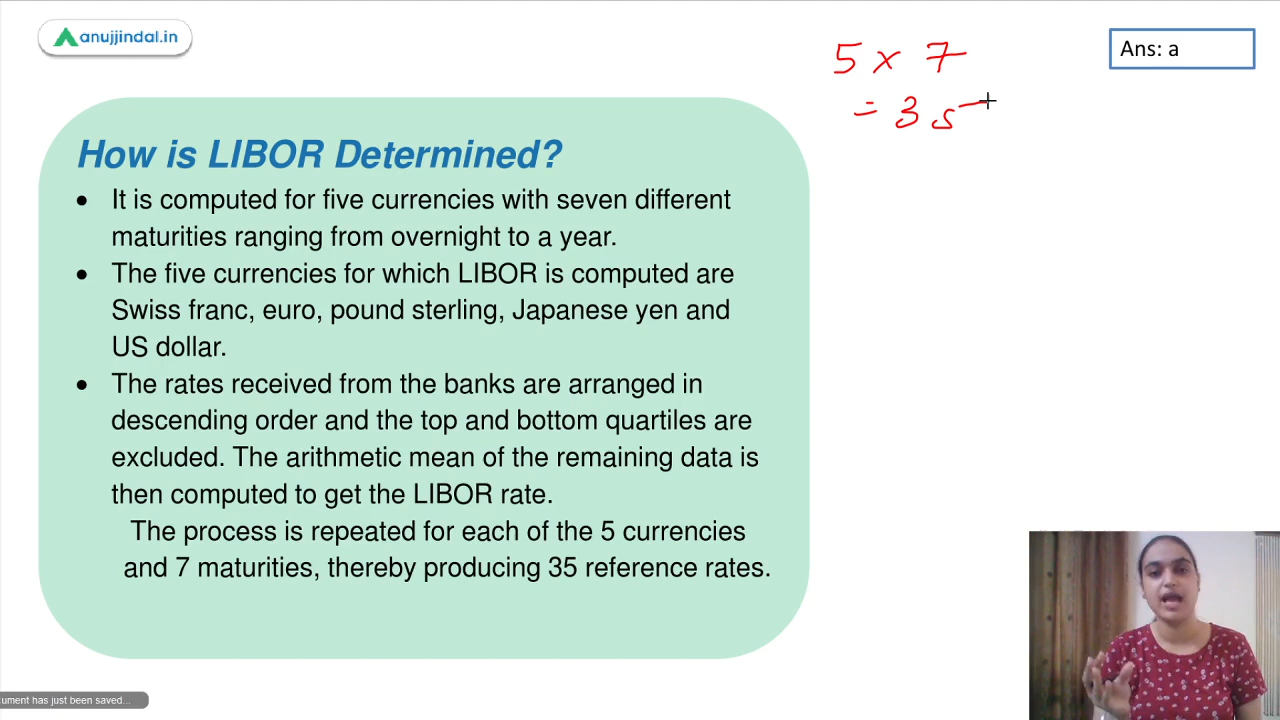 anujjindal.in
5 x 7
= 35
Ans: a
How is LIBOR Determined?
• It is computed for five currencies with seven different
maturities ranging from overnight to a year.
• The five currencies for which LIBOR is computed are
Swiss franc, euro, pound sterling, Japanese yen and
US dollar.
• The rates received from the banks are arranged in
descending order and the top and bottom quartiles are
excluded. The arithmetic mean of the remaining data is
then computed to get the LIBOR rate.
The process is repeated for each of the 5 currencies
and 7 maturities, thereby producing 35 reference rates.
ument has just been saved...